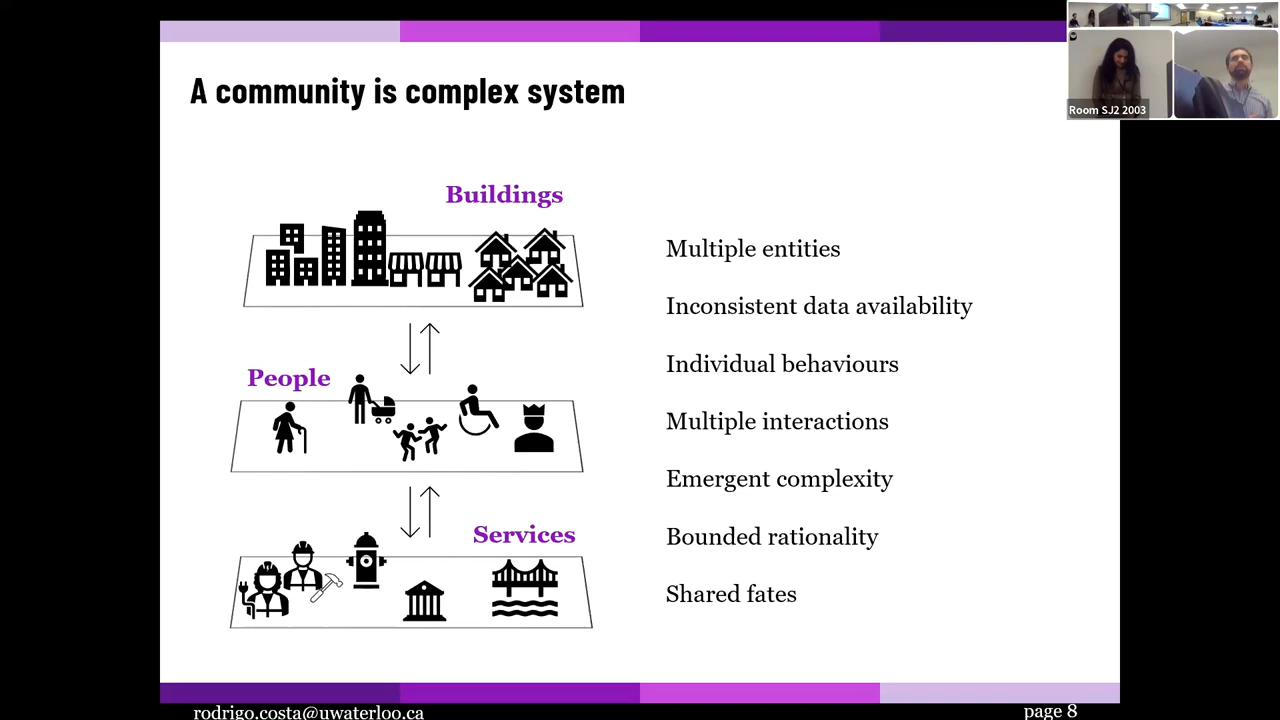 A community is complex system
Room SJ2 2003
Buildings
People
Services
Multiple entities
Inconsistent data availability
Individual behaviours
Multiple interactions
Emergent complexity
Bounded rationality
Shared fates
rodrigo.costa@uwaterloo.ca
page 8